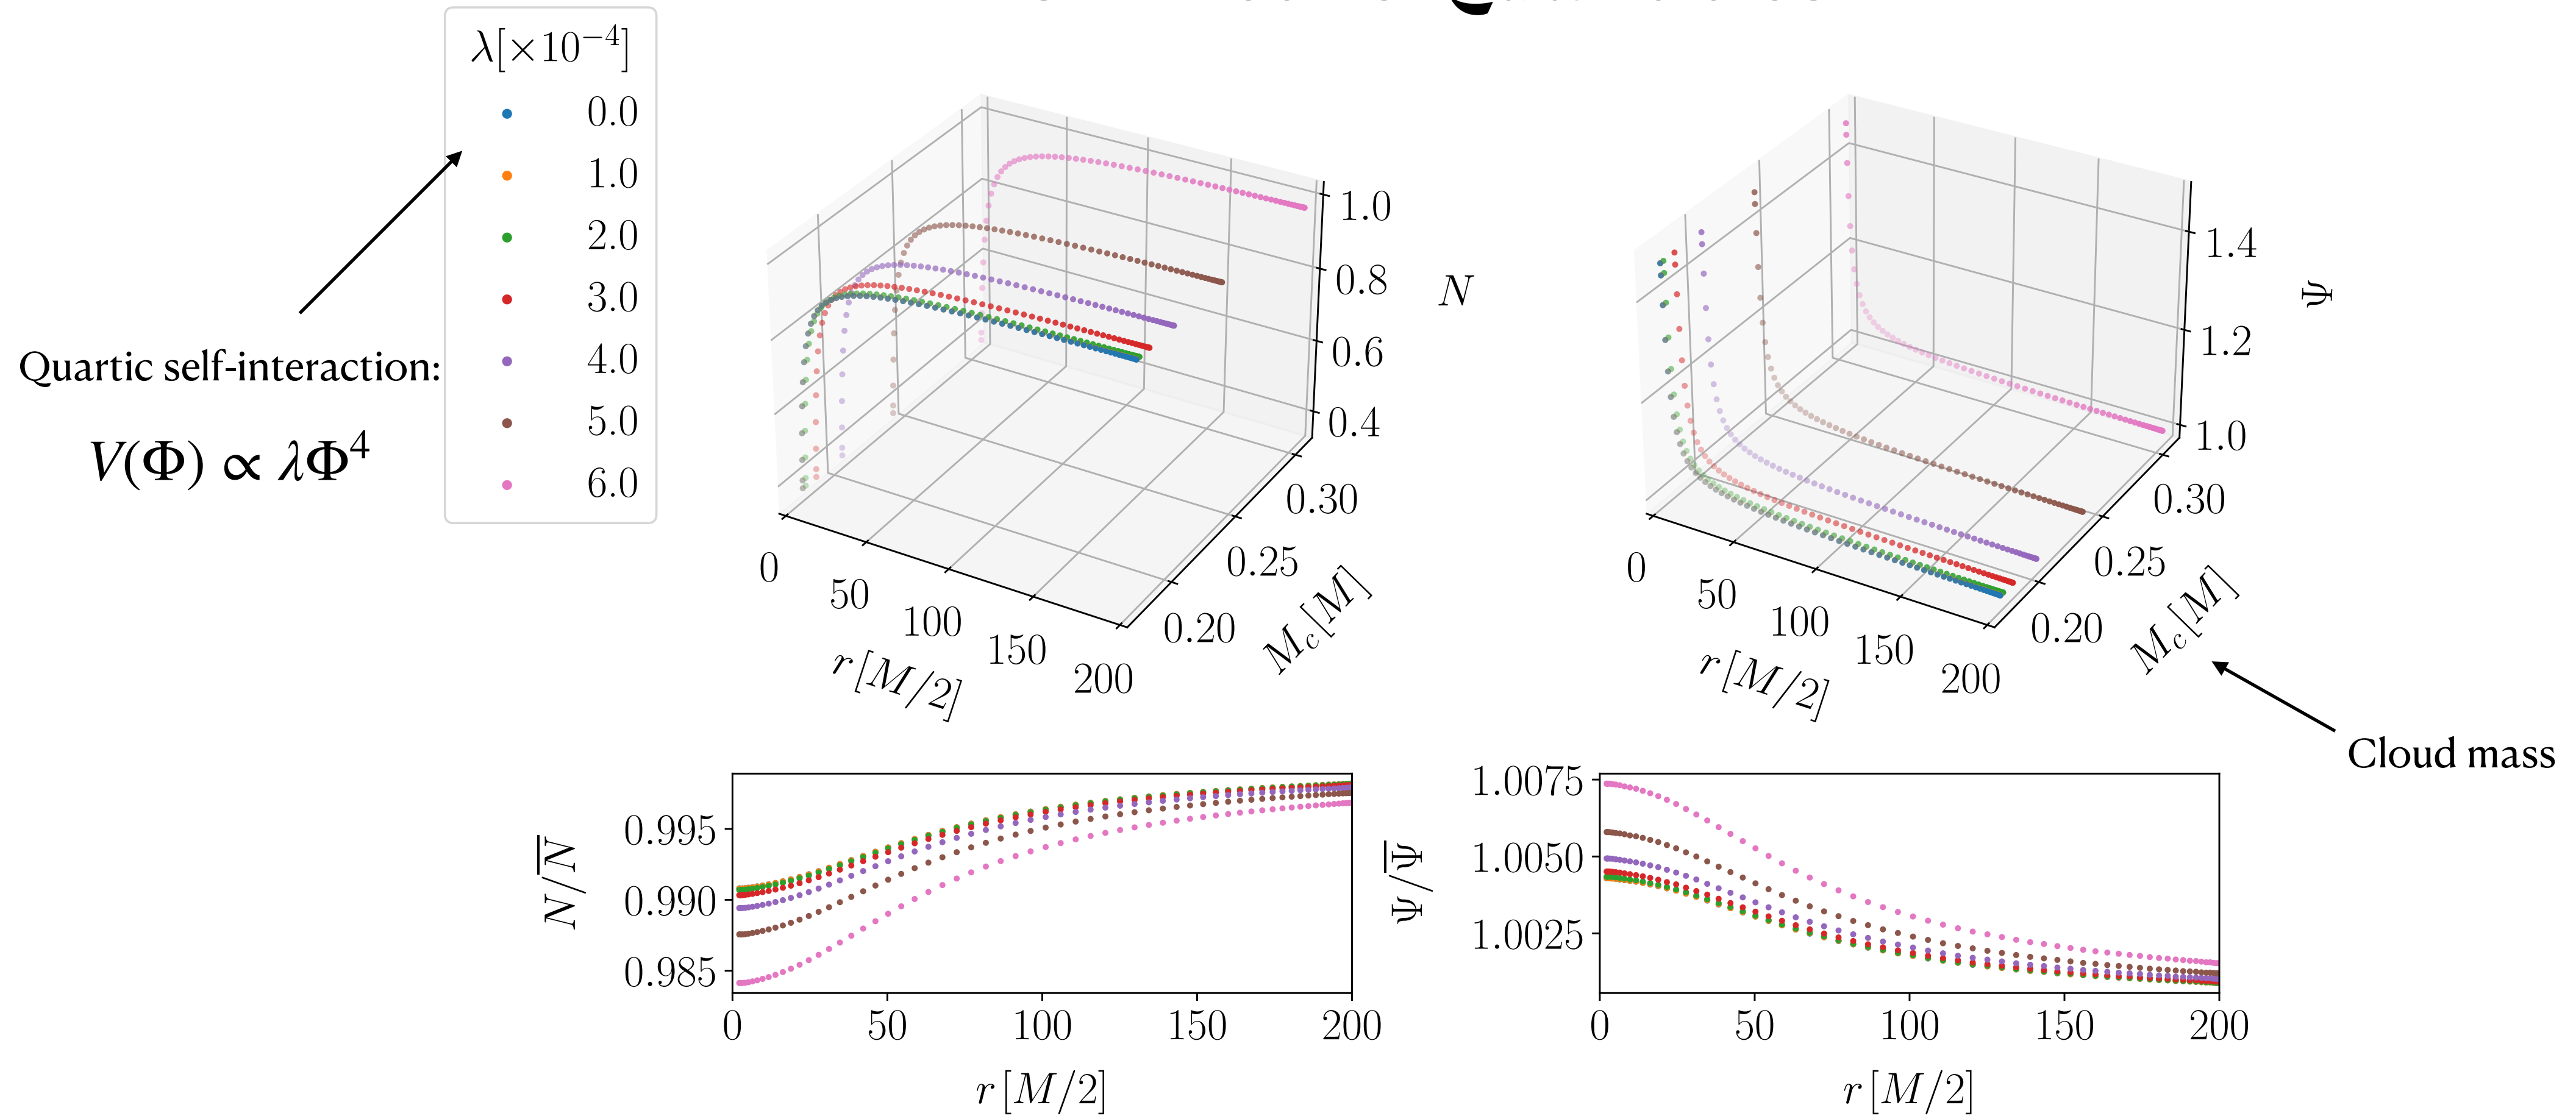 λ[×10⁻⁴]
0.0
1.0
2.0
3.0
4.0
5.0
6.0
Quartic self-interaction:
V(Φ) ∝ λΦ⁴
1.0
0.8
0.6
0.4
N
0.30
0.25
0.20
M_c[M]
0
50
100
150
200
r [M/2]
1.4
1.2
1.0
Ψ
0.30
0.25
0.20
M_c[M]
0
50
100
150
200
r [M/2]
Cloud mass
0.995
0.990
0.985
N/N̅
0 50 100 150 200
r [M/2]
1.0075
1.0050
1.0025
Ψ/Ψ̅
0 50 100 150 200
r [M/2]